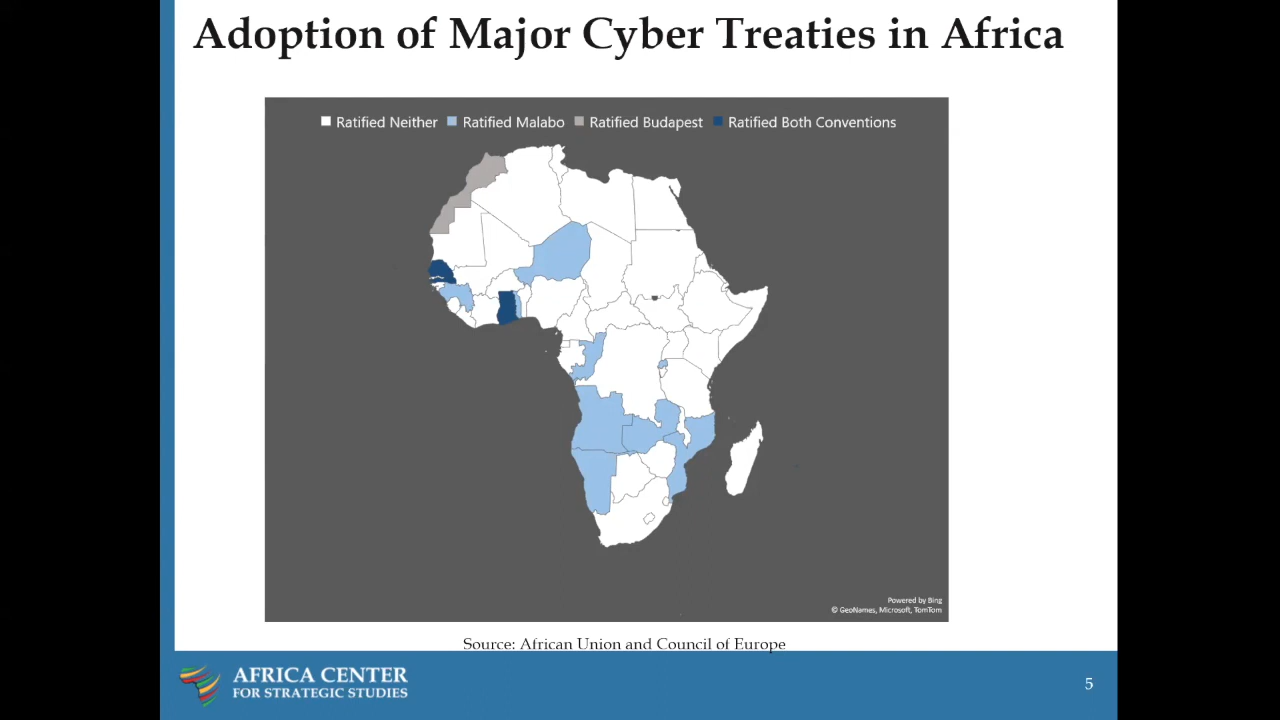 Adoption of Major Cyber Treaties in Africa
Ratified Neither Ratified Malabo Ratified Budapest Ratified Both Conventions
Powered by Bing
© GeoNames, Microsoft, TomTom
Source: African Union and Council of Europe
AFRICA CENTER
FOR STRATEGIC STUDIES
5